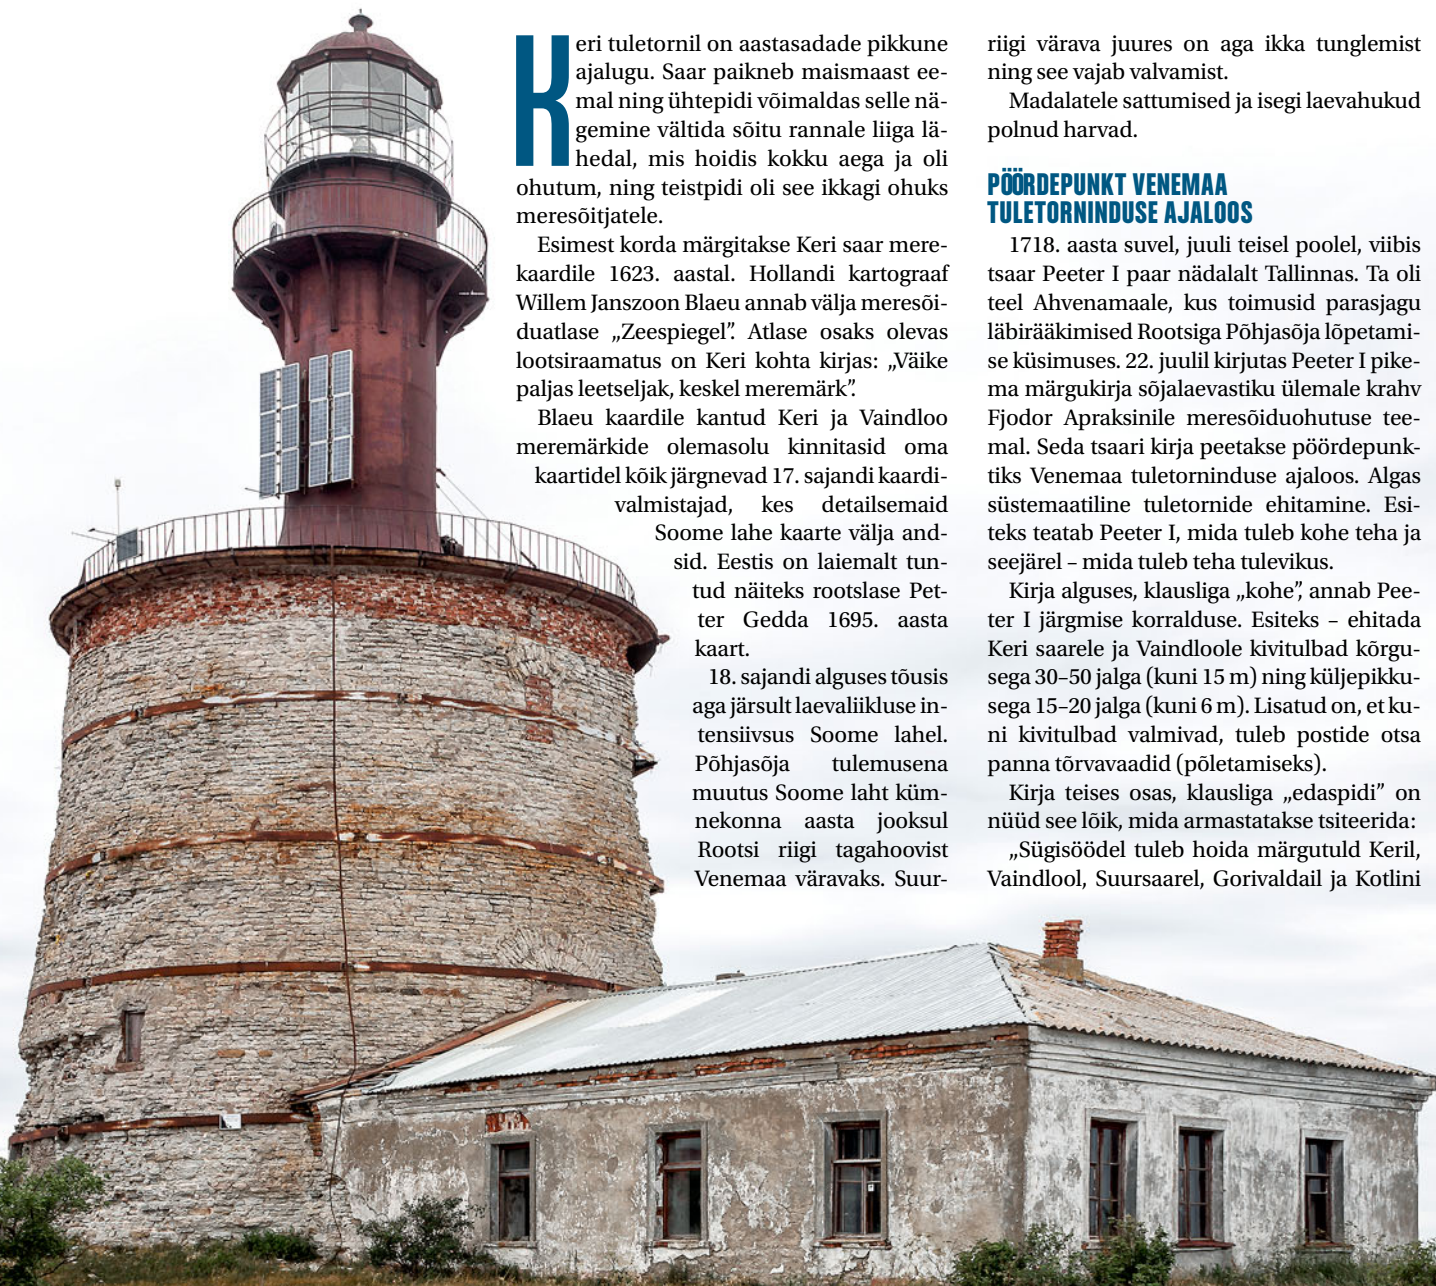 Keri tuletornil on aastasadade pikkune
ajalugu. Saar paikneb maismaast ee-
mal ning ühtepidi võimaldas selle nä-
gemine vältida sõitu rannale liiga lä-
hedal, mis hoidis kokku aega ja oli
ohutum, ning teistpidi oli see ikkagi ohuks
meresõitjatele.
Esimest korda märgitakse Keri saar mere-
kaardile 1623. aastal. Hollandi kartograaf
Willem Janszoon Blaeu annab välja meresõi-
duatlase „Zeespiegel”. Atlase osaks olevas
lootsiraamatus on Keri kohta kirjas: „Väike
paljas leetseljak, keskel meremärk”.
Blaeu kaardile kantud Keri ja Vaindloo
meremärkide olemasolu kinnitasid oma
kaartidel kõik järgnevad 17. sajandi kaardi-
valmistajad, kes detailsemaid
Soome lahe kaarte välja and-
sid. Eestis on laiemalt tun-
tud näiteks rootslase Pet-
ter Gedda 1695. aasta
kaart.
18. sajandi alguses tõusis
aga järsult laevaliikluse in-
tensiivsus Soome lahel.
Põhjasõja tulemusena
muutus Soome laht küm-
nekonna aasta jooksul
Rootsi riigi tagahoovist
Venemaa väravaks. Suur-
riigi värava juures on aga ikka tunglemist
ning see vajab valvamist.
Madalatele sattumised ja isegi laevahukud
polnud harvad.
PÖÖRDEPUNKT VENEMAA
TULETORNINDUSE AJALOOS
1718. aasta suvel, juuli teisel poolel, viibis
tsaar Peeter I paar nädalalt Tallinnas. Ta oli
teel Ahvenamaale, kus toimusid parasjagu
läbirääkimised Rootsiga Põhjasõja lõpetami-
se küsimuses. 22. juulil kirjutas Peeter I pike-
ma märgukirja sõjalaevastiku ülemale krahv
Fjodor Apraksinile meresõiduohutuse tee-
mal. Seda tsaari kirja peetakse pöördepunk-
tiks Venemaa tuletorninduse ajaloos. Algas
süstemaatiline tuletornide ehitamine. Esi-
teks teatab Peeter I, mida tuleb kohe teha ja
seejärel – mida tuleb teha tulevikus.
Kirja alguses, klausliga „kohe”, annab Pee-
ter I järgmise korralduse. Esiteks – ehitada
Keri saarele ja Vaindloole kivitulbad kõrgu-
sega 30–50 jalga (kuni 15 m) ning küljepikku-
sega 15–20 jalga (kuni 6 m). Lisatud on, et ku-
ni kivitulbad valmivad, tuleb postide otsa
panna tõrvavaadid (põletamiseks).
Kirja teises osas, klausliga „edaspidi” on
nüüd see lõik, mida armastatakse tsiteerida:
„Sügisöödel tuleb hoida märgutuld Keril,
Vaindlool, Suursaarel, Gorivaldail ja Kotlini